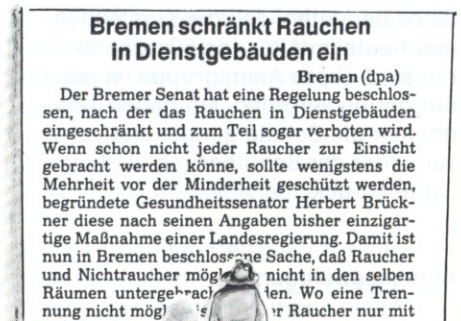 Bremen schränkt Rauchen
in Dienstgebäuden ein
Bremen (dpa)
Der Bremer Senat hat eine Regelung beschlos-
sen, nach der das Rauchen in Dienstgebäuden
eingeschränkt und zum Teil sogar verboten wird.
Wenn schon nicht jeder Raucher zur Einsicht
gebracht werden könne, sollte wenigstens die
Mehrheit vor der Minderheit geschützt werden,
begründete Gesundheitssenator Herbert Brück-
ner diese nach seinen Angaben bisher einzigar-
tige Maßnahme einer Landesregierung. Damit ist
nun in Bremen beschlossene Sache, daß Raucher
und Nichtraucher nicht in den selben
Räumen Wo eine Tren-
nung nicht Raucher nur mit